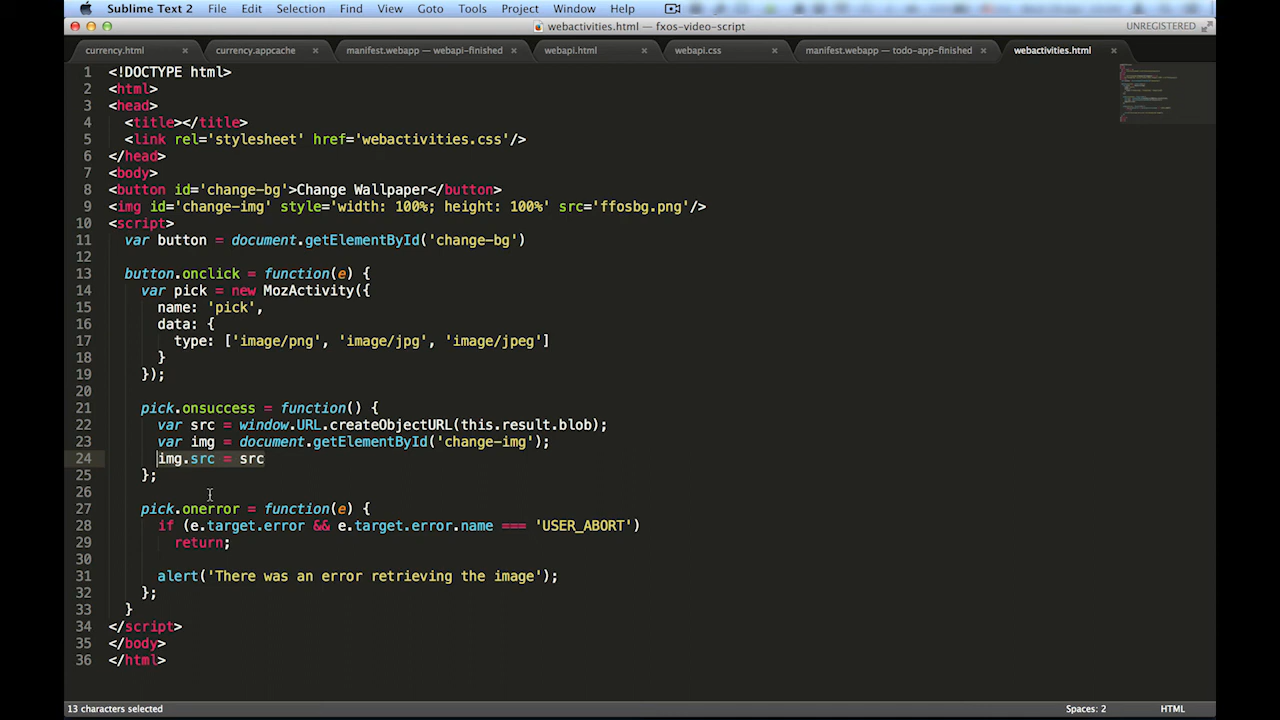 Sublime Text 2 File Edit Selection Find View Goto Tools Project Window Help
webactivities.html — fxos-video-script UNREGISTERED
currency.html × currency.appcache × manifest.webapp — webapi-finished × webapi.html × webapi.css × manifest.webapp — todo-app-finished × webactivities.html ×
1 <!DOCTYPE html>
2 <html>
3 <head>
4 <title></title>
5 <link rel='stylesheet' href='webactivities.css'/>
6 </head>
7 <body>
8 <button id='change-bg'>Change Wallpaper</button>
9 <img id='change-img' style='width: 100%; height: 100%' src='ffosbg.png'/>
10 <script>
11 var button = document.getElementById('change-bg')
12
13 button.onclick = function(e) {
14 var pick = new MozActivity({
15 name: 'pick',
16 data: {
17 type: ['image/png', 'image/jpg', 'image/jpeg']
18 }
19 });
20
21 pick.onsuccess = function() {
22 var src = window.URL.createObjectURL(this.result.blob);
23 var img = document.getElementById('change-img');
24 img.src = src
25 };
26
27 pick.onerror = function(e) {
28 if (e.target.error && e.target.error.name === 'USER_ABORT')
29 return;
30
31 alert('There was an error retrieving the image');
32 };
33 }
34 </script>
35 </body>
36 </html>
13 characters selected Spaces: 2 HTML